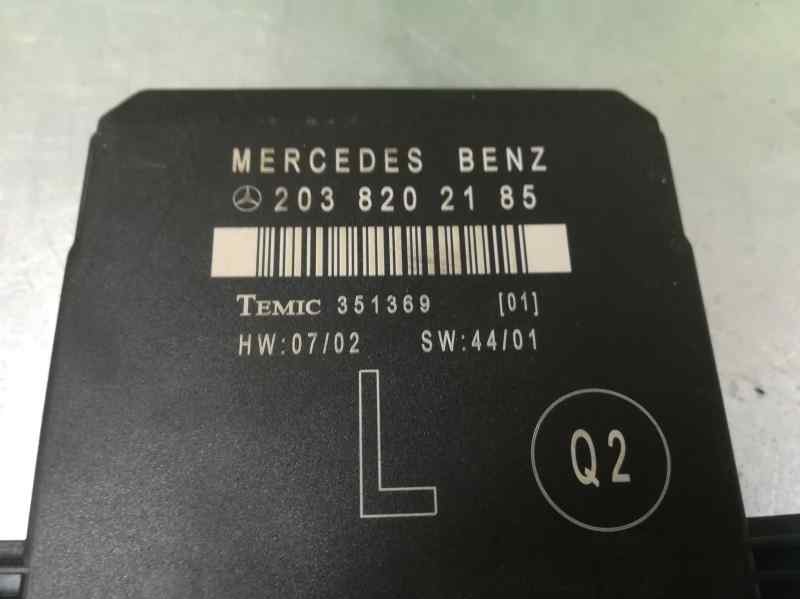 MERCEDES BENZ
203 820 21 85
TEMIC 351369 [01]
HW:07/02 SW:44/01
L
Q2